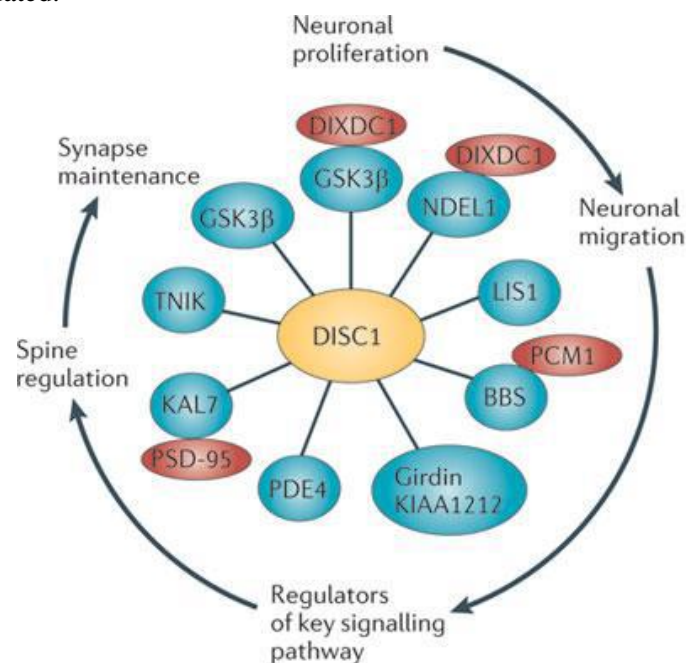 Neuronal
proliferation
DIXDC1
GSK3β
DIXDC1
NDEL1
Neuronal
migration
LIS1
PCM1
BBS
Girdin
KIAA1212
PDE4
Regulators
of key signalling
pathway
KAL7
PSD-95
Spine
regulation
TNIK
GSK3β
Synapse
maintenance
DISC1